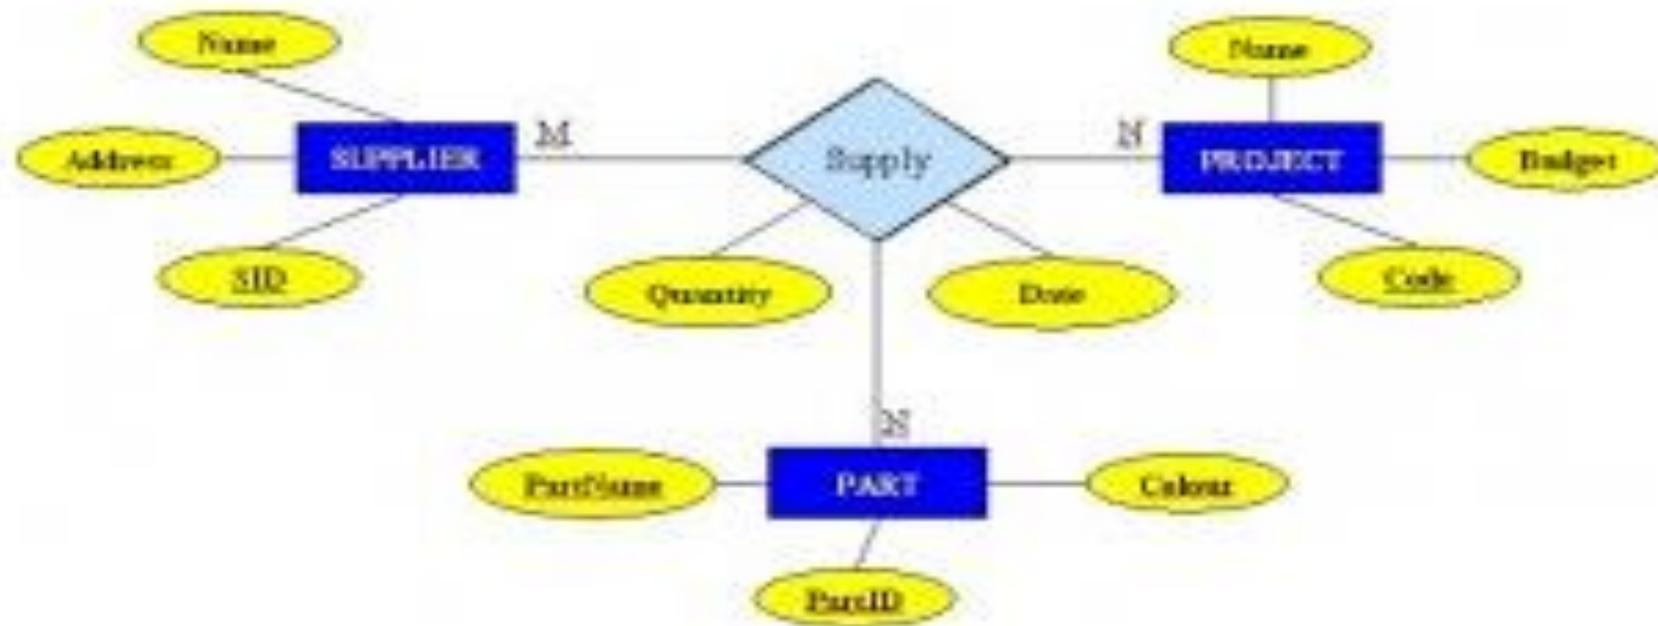 Name
Name
Address
SUPPLIER
M
Supply
N
PROJECT
Budget
SID
Quantity
Date
Code
N
PartName
PART
Colour
PartID